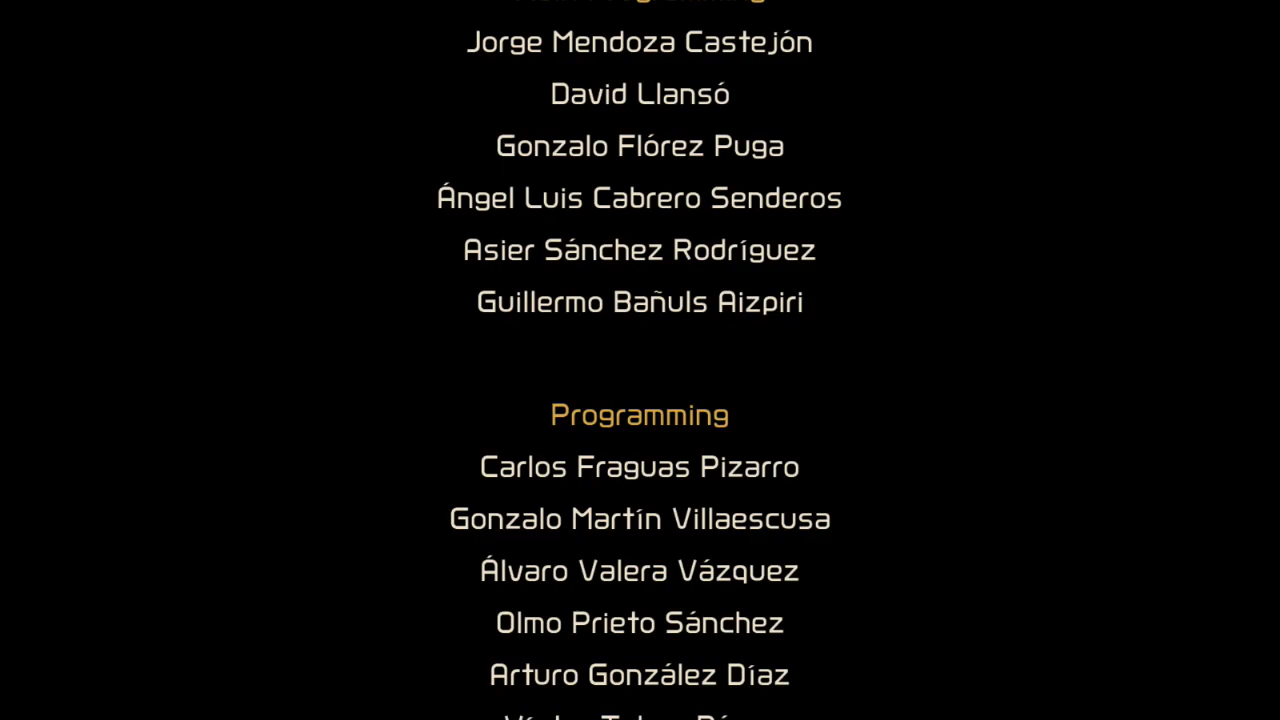 Programming
Jorge Mendoza Castejón
David Llansó
Gonzalo Flórez Puga
Ángel Luis Cabrero Senderos
Asier Sánchez Rodríguez
Guillermo Bañuls Aizpiri
Programming
Carlos Fraguas Pizarro
Gonzalo Martín Villaescusa
Álvaro Valera Vázquez
Olmo Prieto Sánchez
Arturo González Díaz